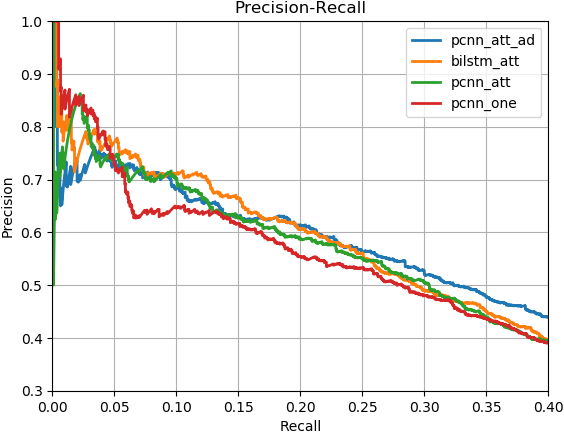 Precision-Recall
pcnn_att_ad
bilstm_att
pcnn_att
pcnn_one
Precision
1.0
0.9
0.8
0.7
0.6
0.5
0.4
0.3
0.00 0.05 0.10 0.15 0.20 0.25 0.30 0.35 0.40
Recall